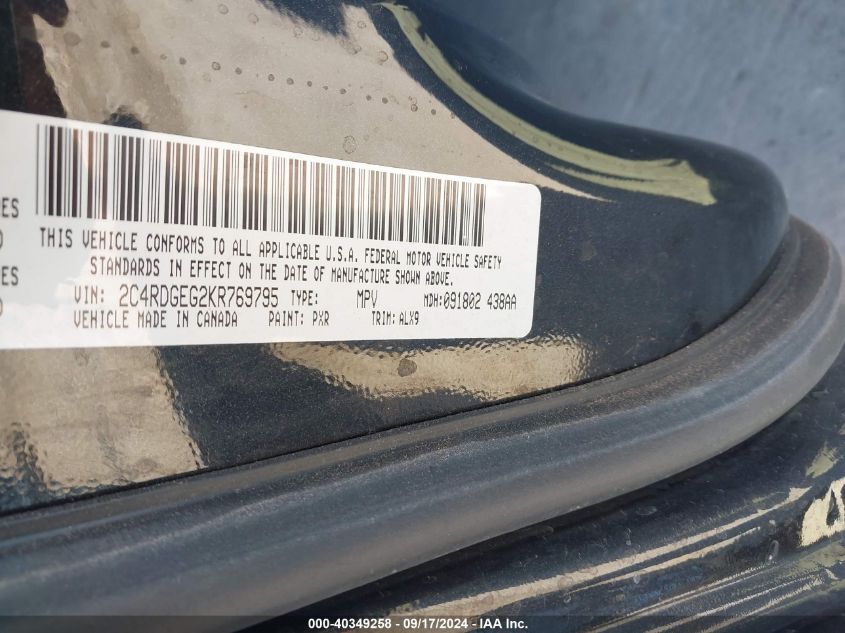 ES
THIS VEHICLE CONFORMS TO ALL APPLICABLE U.S.A. FEDERAL MOTOR VEHICLE SAFETY
STANDARDS IN EFFECT ON THE DATE OF MANUFACTURE SHOWN ABOVE.
ES
VIN: 2C4RDGEG2KR769795 TYPE: MPV MDH:091802 438AA
VEHICLE MADE IN CANADA PAINT: PXR TRIM:ALX9
000-40349258 - 09/17/2024 - © IAA Inc.